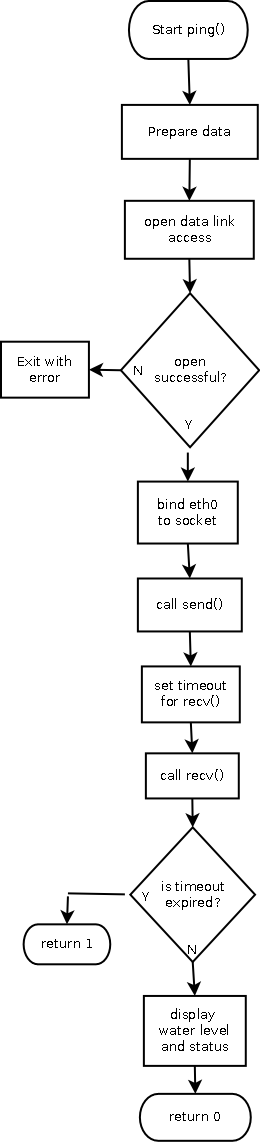 Start ping()
Prepare data
open data link
access
open
successful?
N
Exit with
error
Y
bind eth0
to socket
call send()
set timeout
for recv()
call recv()
is timeout
expired?
Y
return 1
N
display
water level
and status
return 0